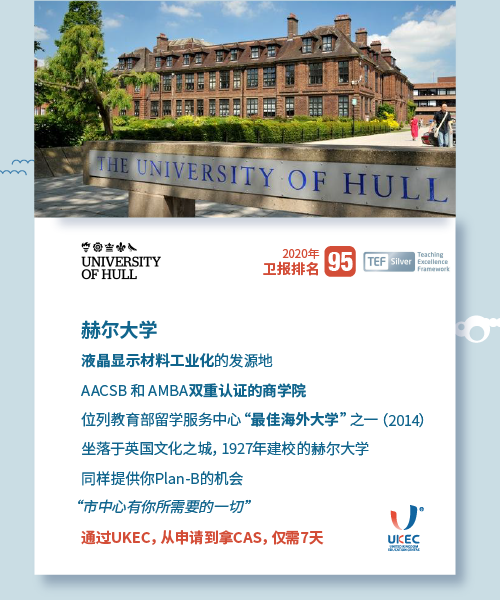 THE UNIVERSITY OF HULL
UNIVERSITY
OF HULL
2020年
卫报排名
95
TEF Silver
Teaching
Excellence
Framework
赫尔大学
液晶显示材料工业化的发源地
AACSB 和 AMBA双重认证的商学院
位列教育部留学服务中心 “最佳海外大学” 之一 (2014)
坐落于英国文化之城，1927年建校的赫尔大学
同样提供你Plan-B的机会
“市中心有你所需要的一切”
通过UKEC，从申请到拿CAS，仅需7天
UKEC
UNITED KINGDOM
EDUCATION CENTRE